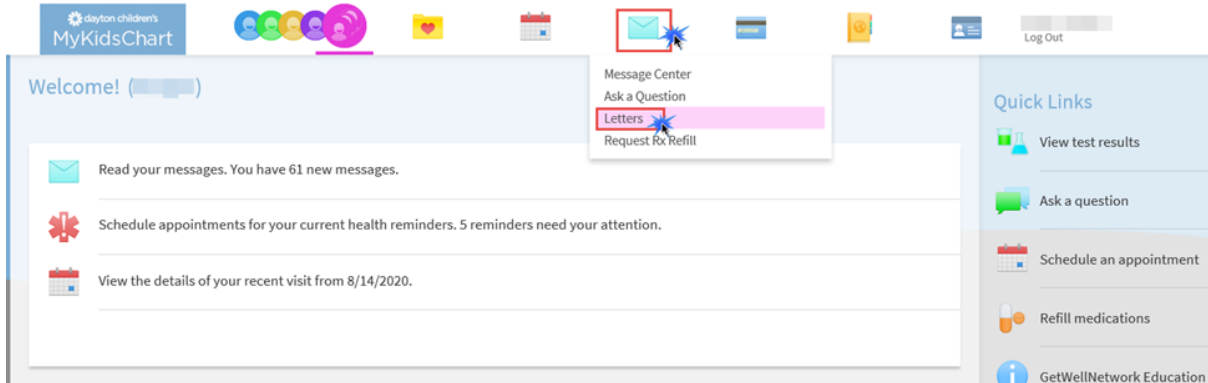 dayton children's
MyKidsChart
Log Out
Welcome! ( )
Message Center
Ask a Question
Letters
Request Rx Refill
Read your messages. You have 61 new messages.
Schedule appointments for your current health reminders. 5 reminders need your attention.
View the details of your recent visit from 8/14/2020.
Quick Links
View test results
Ask a question
Schedule an appointment
Refill medications
GetWellNetwork Education